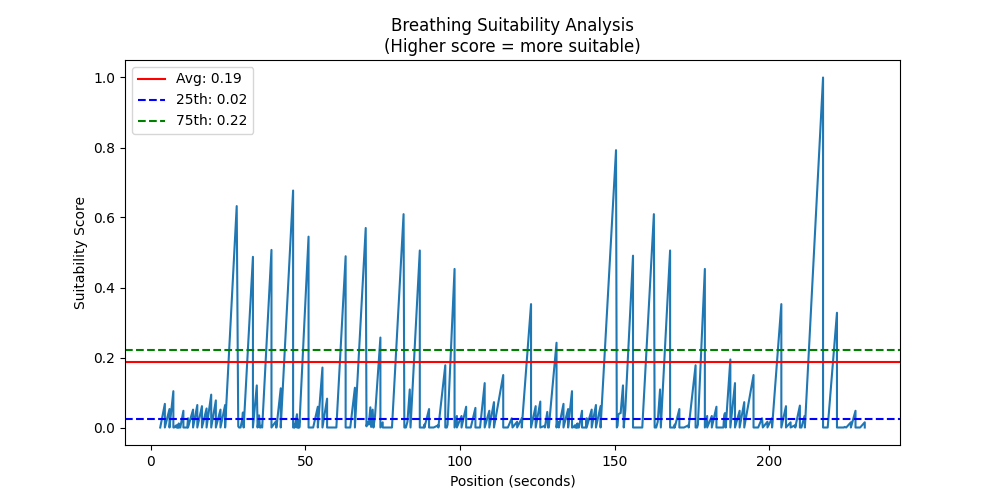 Breathing Suitability Analysis
(Higher score = more suitable)
Avg: 0.19
25th: 0.02
75th: 0.22
1.0
0.8
0.6
0.4
0.2
0.0
Suitability Score
0 50 100 150 200
Position (seconds)